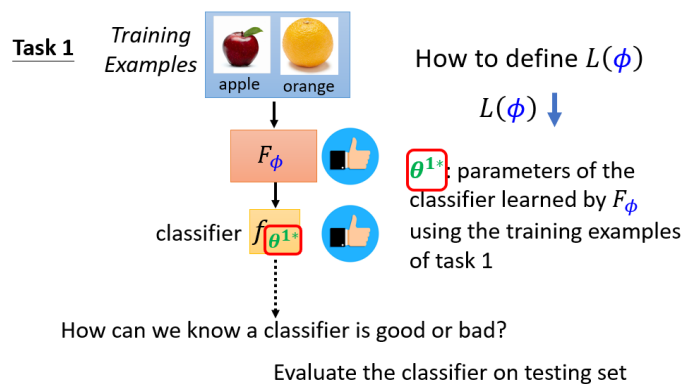 Task 1
Training
Examples
apple
orange
How to define L(ϕ)
L(ϕ)
F_ϕ
θ^{1*}: parameters of the
classifier learned by F_ϕ
using the training examples
of task 1
classifier f_{θ^{1*}}
How can we know a classifier is good or bad?
Evaluate the classifier on testing set